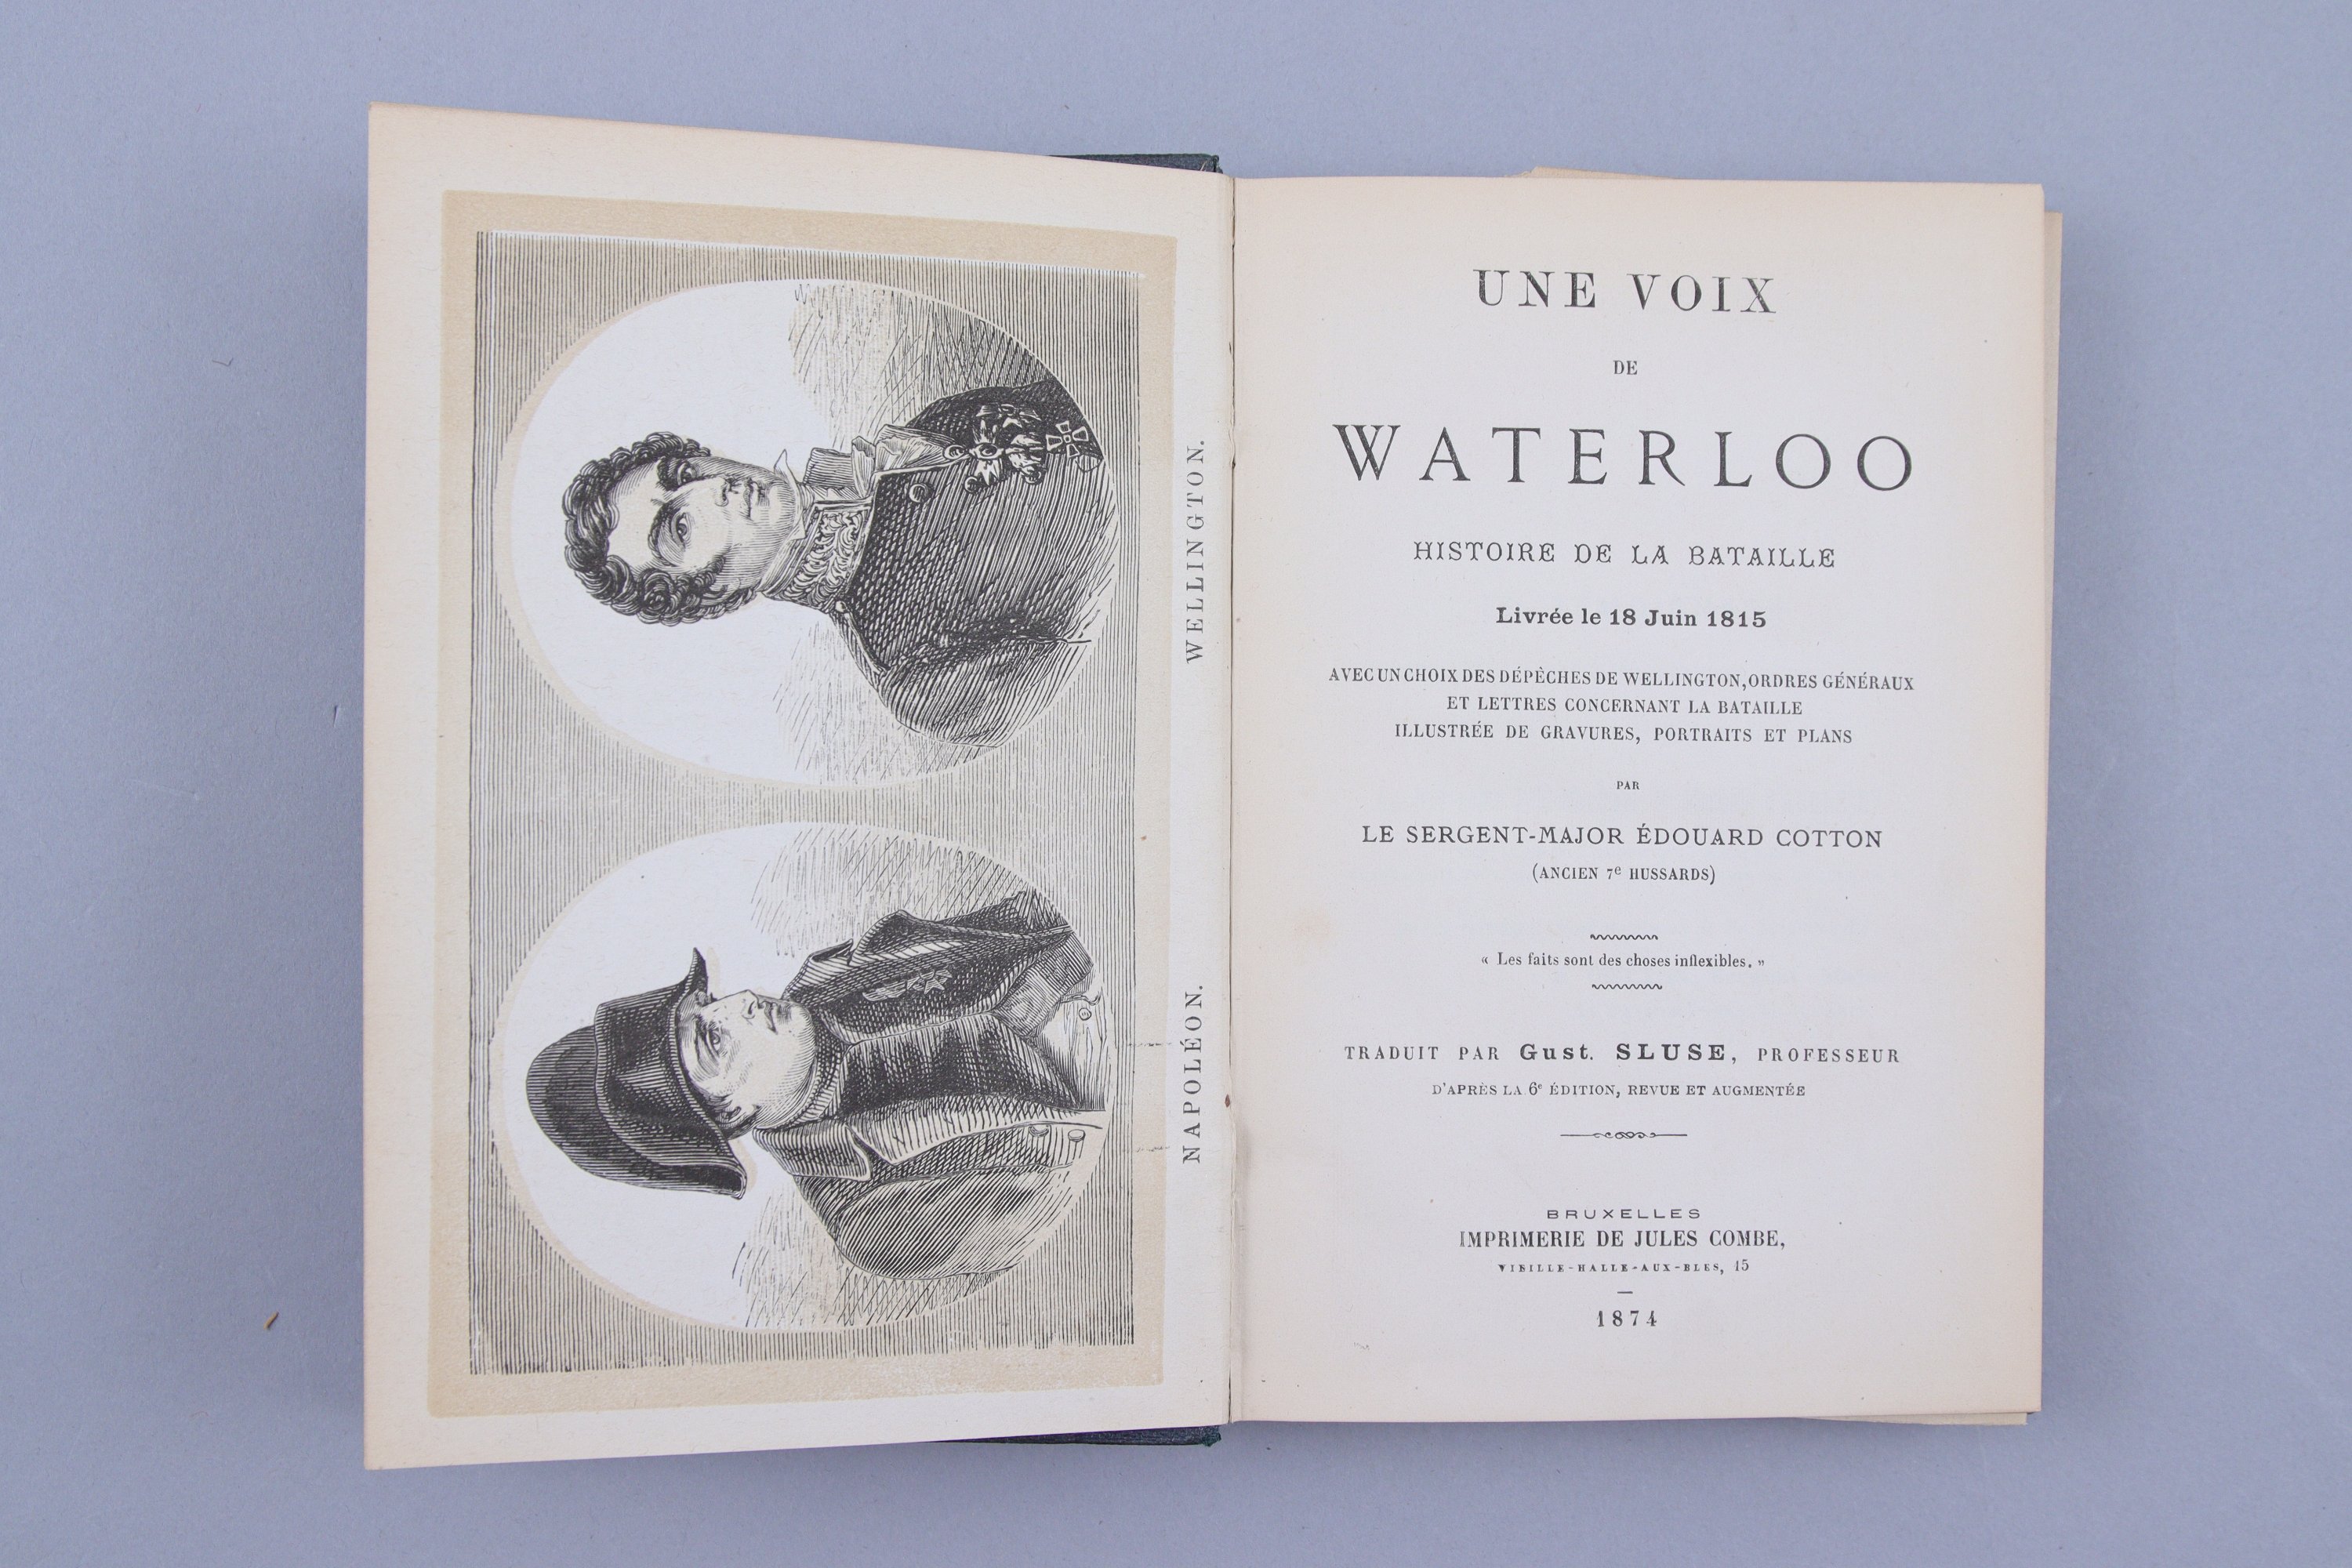 NAPOLÉON.
WELLINGTON.
UNE VOIX
DE
WATERLOO
HISTOIRE DE LA BATAILLE
Livrée le 18 Juin 1815
AVEC UN CHOIX DES DÉPÈCHES DE WELLINGTON, ORDRES GÉNÉRAUX
ET LETTRES CONCERNANT LA BATAILLE
ILLUSTRÉE DE GRAVURES, PORTRAITS ET PLANS
PAR
LE SERGENT-MAJOR ÉDOUARD COTTON
(ANCIEN 7e HUSSARDS)
« Les faits sont des choses inflexibles. »
TRADUIT PAR Gust. SLUSE, PROFESSEUR
D'APRÈS LA 6e ÉDITION, REVUE ET AUGMENTÉE
BRUXELLES
IMPRIMERIE DE JULES COMBE,
VIEILLE-HALLE-AUX-BLES, 15
1874